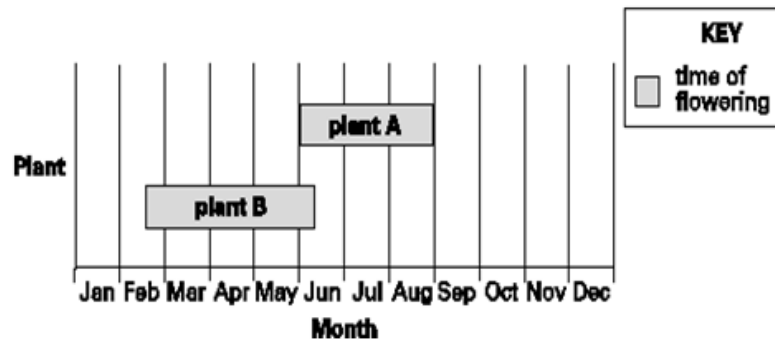 KEY
time of
flowering
plant A
Plant
plant B
Jan Feb Mar Apr May Jun Jul Aug Sep Oct Nov Dec
Month